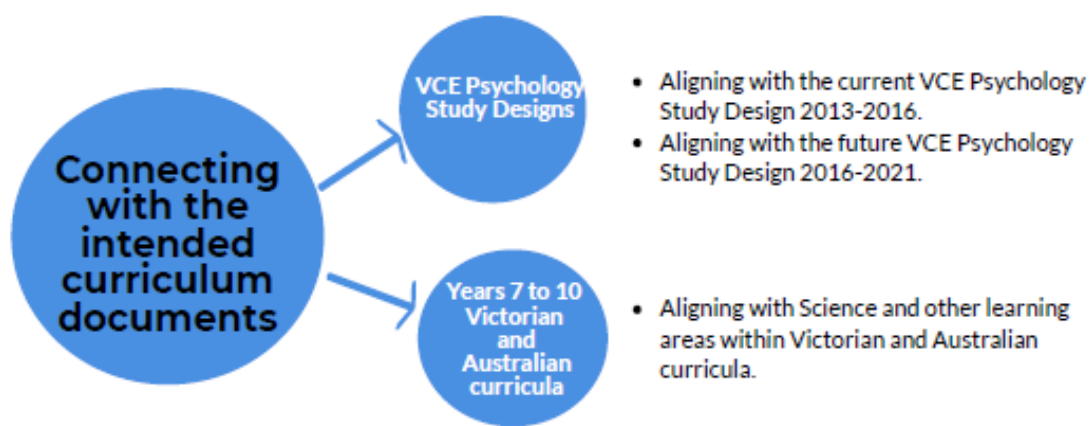 Connecting
with the
intended
curriculum
documents
VCE Psychology
Study Designs
• Aligning with the current VCE Psychology
Study Design 2013-2016.
• Aligning with the future VCE Psychology
Study Design 2016-2021.
Years 7 to 10
Victorian
and
Australian
curricula
• Aligning with Science and other learning
areas within Victorian and Australian
curricula.